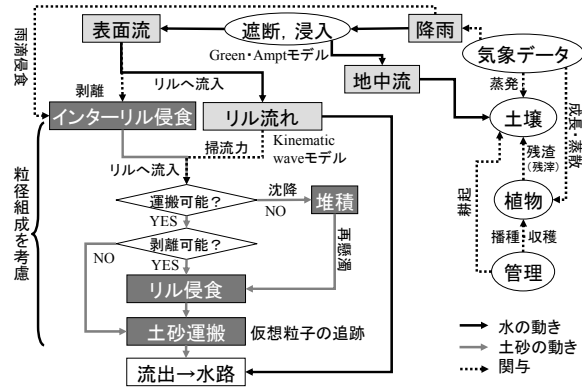 表面流
遮断，浸入
降雨
気象データ
雨滴侵食
Green・Amptモデル
リルへ流入
地中流
蒸発
剥離
インターリル侵食
リル流れ
土壌
成長・蒸散
掃流力
Kinematic
waveモデル
リルへ流入
残渣
（残滓）
粒径組成を考慮
運搬可能？
沈降
NO
堆積
植物
耕起
YES
剥離可能？
再懸濁
播種・収穫
NO
YES
管理
リル侵食
土砂運搬
仮想粒子の追跡
水の動き
土砂の動き
流出→水路
関与